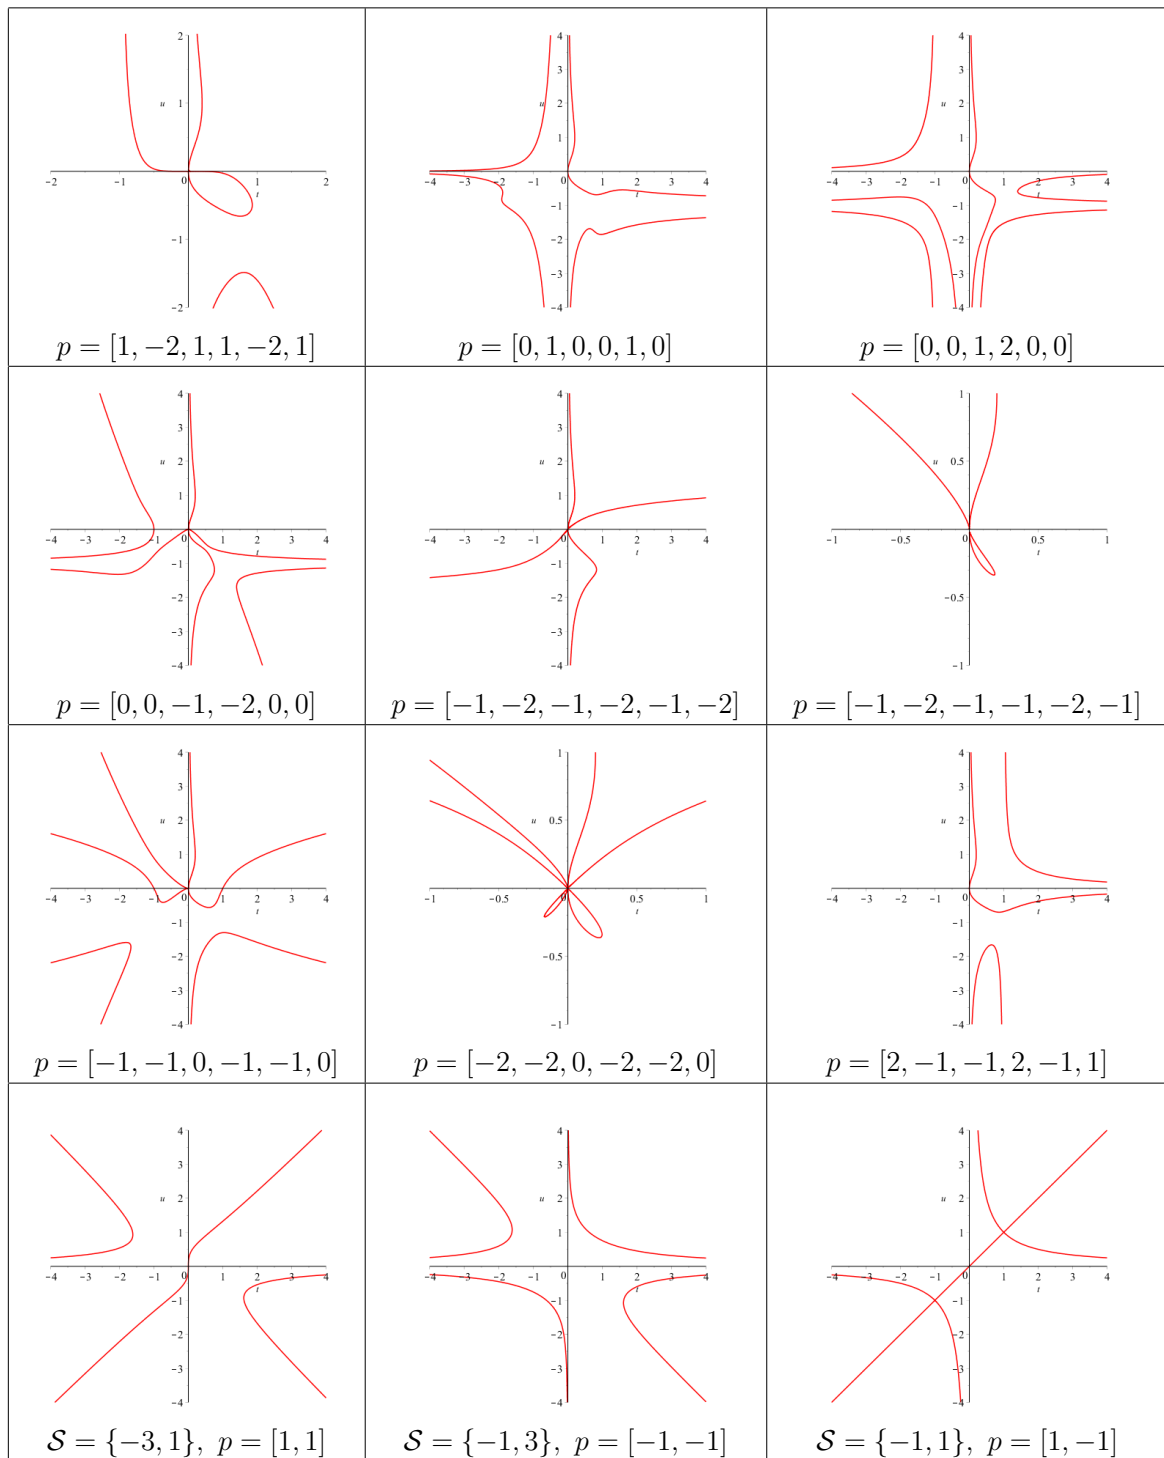 p = [1, −2, 1, 1, −2, 1]
p = [0, 1, 0, 0, 1, 0]
p = [0, 0, 1, 2, 0, 0]
p = [0, 0, −1, −2, 0, 0]
p = [−1, −2, −1, −2, −1, −2]
p = [−1, −2, −1, −1, −2, −1]
p = [−1, −1, 0, −1, −1, 0]
p = [−2, −2, 0, −2, −2, 0]
p = [2, −1, −1, 2, −1, 1]
𝒮 = {−3, 1}, p = [1, 1]
𝒮 = {−1, 3}, p = [−1, −1]
𝒮 = {−1, 1}, p = [1, −1]